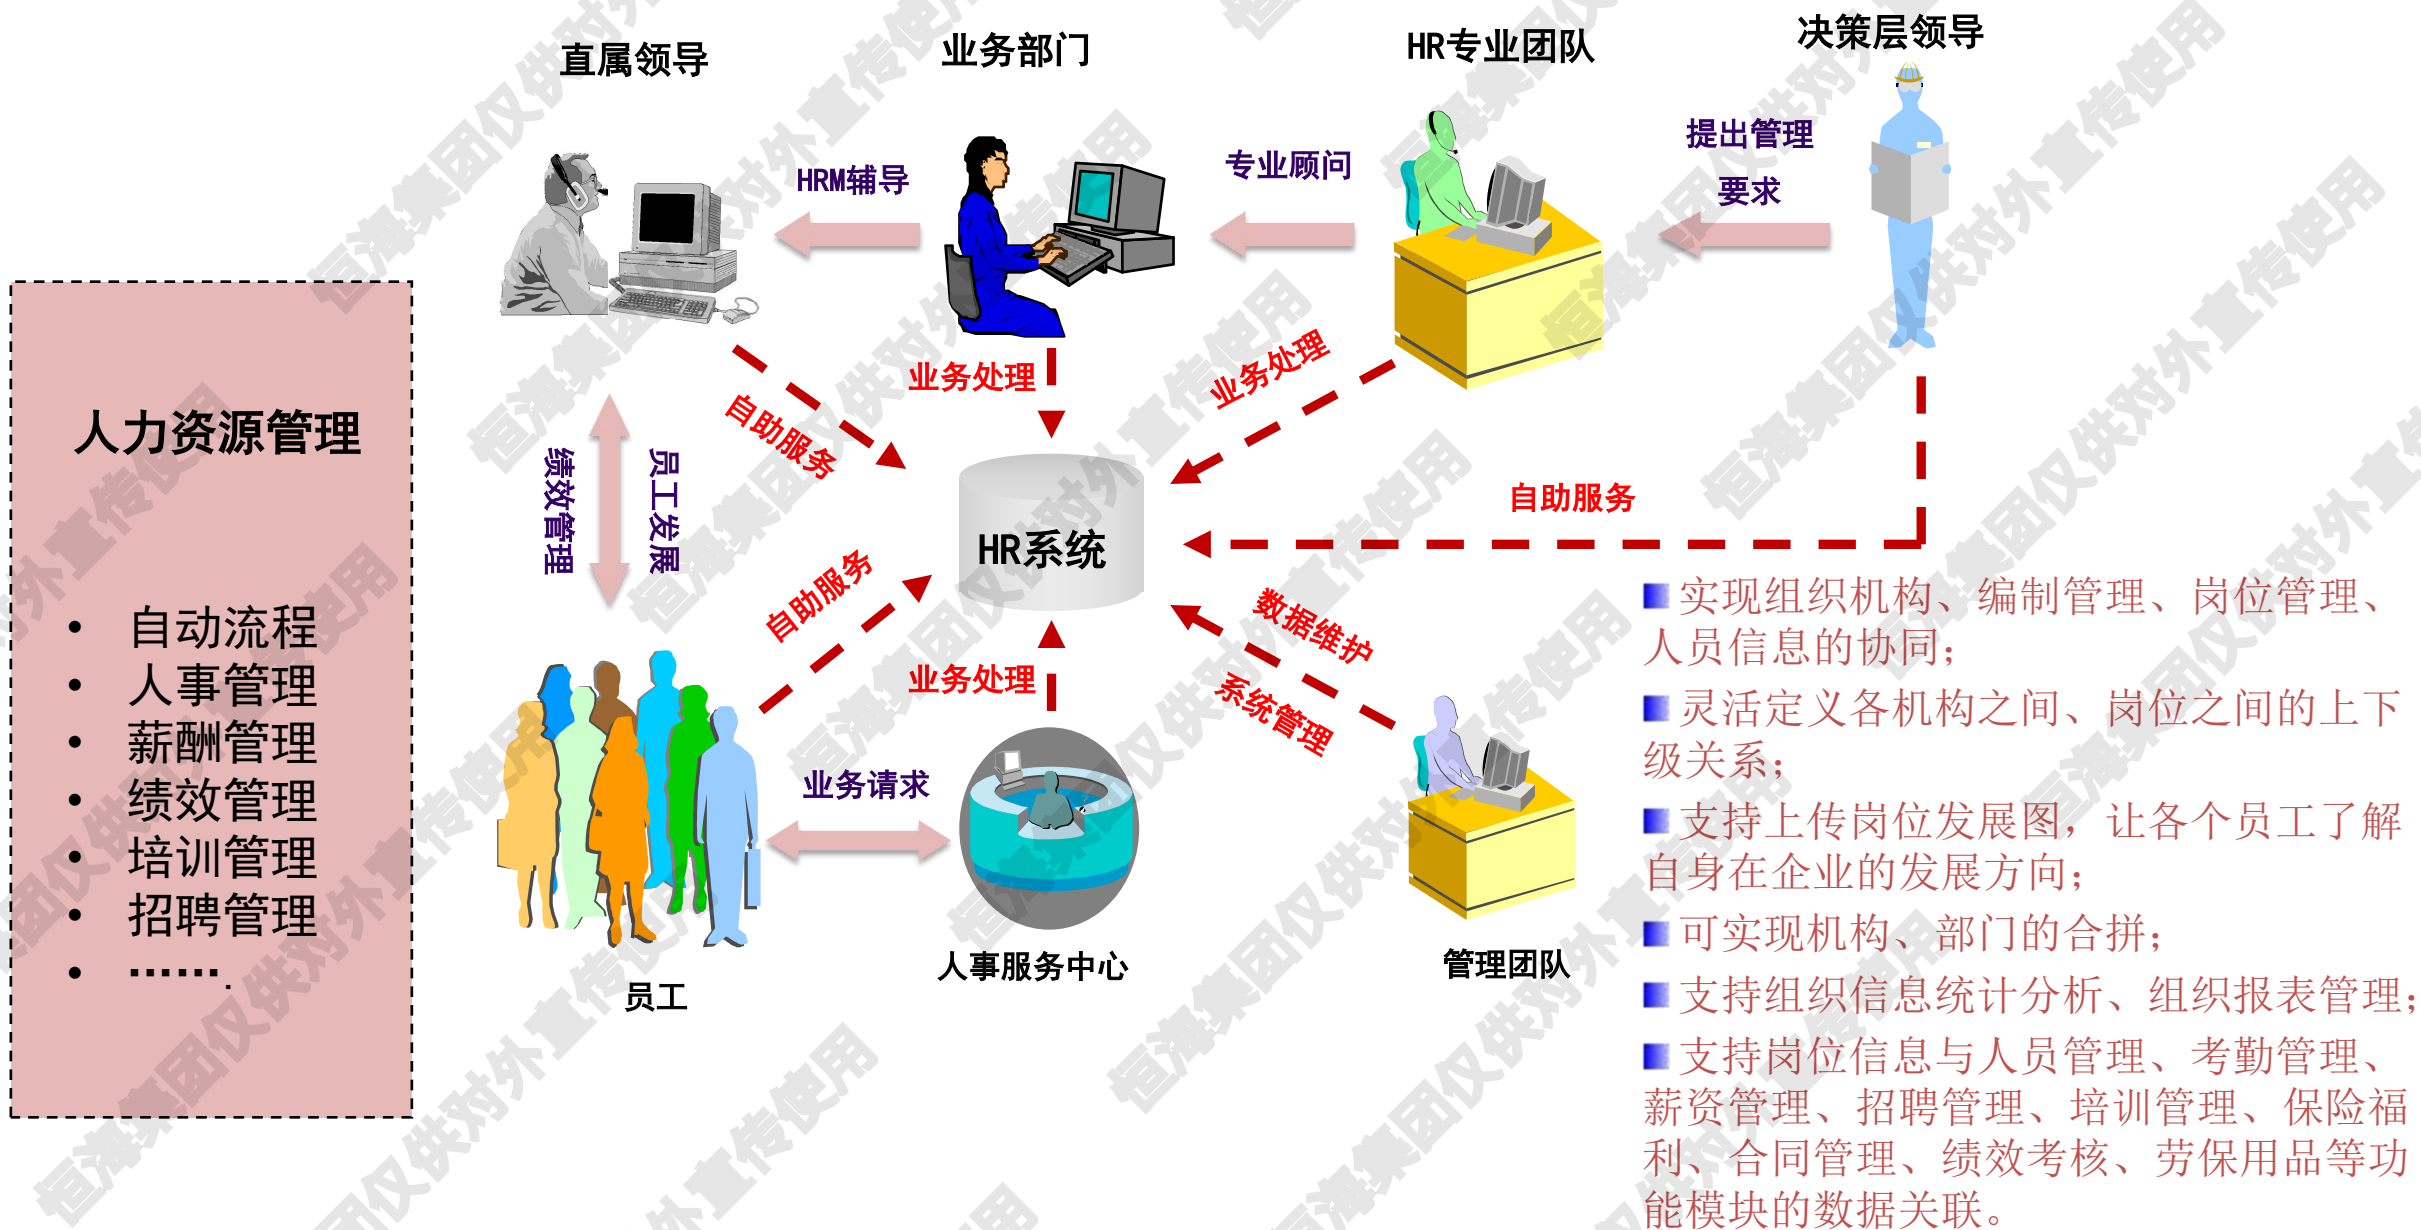 直属领导
业务部门
HR专业团队
决策层领导
HRM辅导
专业顾问
提出管理
要求
人力资源管理
• 自动流程
• 人事管理
• 薪酬管理
• 绩效管理
• 培训管理
• 招聘管理
• …….
绩效管理
员工发展
自助服务
业务处理
业务处理
自助服务
HR系统
自助服务
业务处理
数据维护
系统管理
业务请求
员工
人事服务中心
管理团队
实现组织机构、编制管理、岗位管理、
人员信息的协同；
灵活定义各机构之间、岗位之间的上下
级关系；
支持上传岗位发展图，让各个员工了解
自身在企业的发展方向；
可实现机构、部门的合拼；
支持组织信息统计分析、组织报表管理；
支持岗位信息与人员管理、考勤管理、
薪资管理、招聘管理、培训管理、保险福
利、合同管理、绩效考核、劳保用品等功
能模块的数据关联。
恒海集团仅供对外宣传使用